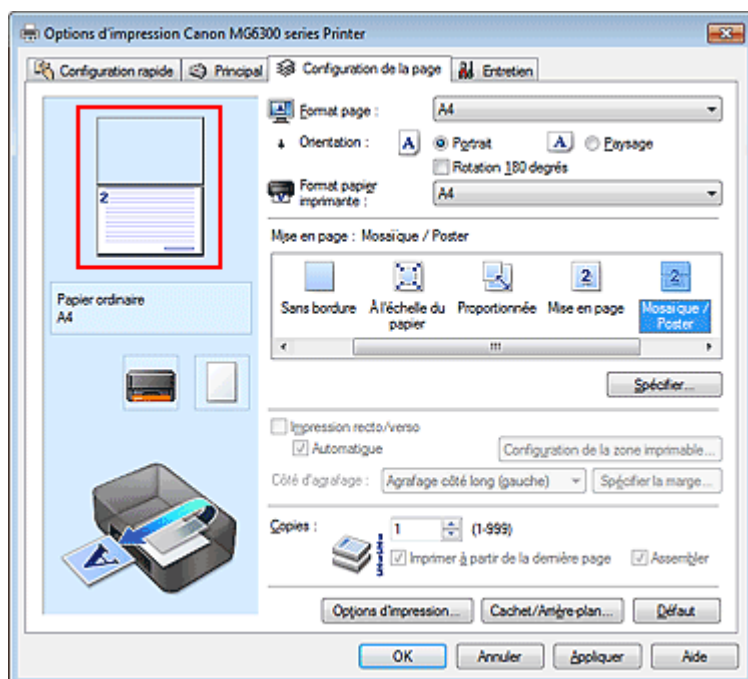 Options d'impression Canon MG6300 series Printer
Configuration rapide Principal Configuration de la page Entretien
Format page : A4
Orientation : A Portrait A Paysage
Rotation 180 degrés
Format papier imprimante : A4
2
Mise en page : Mosaïque / Poster
2 2
Sans bordure À l'échelle du papier Proportionnée Mise en page Mosaïque / Poster
Papier ordinaire
A4
Spécifier...
Impression recto/verso
Automatique Configuration de la zone imprimable...
Côté d'agrafage : Agrafage côté long (gauche) Spécifier la marge...
Copies : 1 (1-999)
Imprimer à partir de la dernière page Assembler
A
Options d'impression... Cachet/Arrière-plan... Défaut
OK Annuler Appliquer Aide